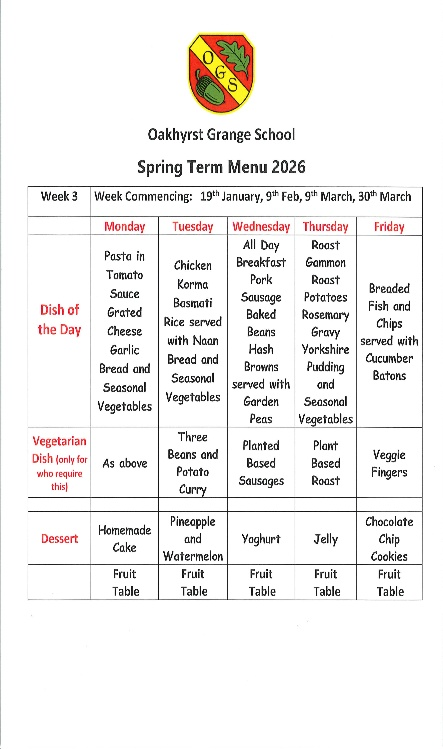 OGS
Oakhyrst Grange School
Spring Term Menu 2026
Week 3 Week Commencing: 19th January, 9th Feb, 9th March, 30th March
Monday Tuesday Wednesday Thursday Friday
Dish of
the Day
Pasta in
Tomato
Sauce
Grated
Cheese
Garlic
Bread and
Seasonal
Vegetables
Chicken
Korma
Basmati
Rice served
with Naan
Bread and
Seasonal
Vegetables
All Day
Breakfast
Pork
Sausage
Baked
Beans
Hash
Browns
served with
Garden
Peas
Roast
Gammon
Roast
Potatoes
Rosemary
Gravy
Yorkshire
Pudding
and
Seasonal
Vegetables
Breaded
Fish and
Chips
served with
Cucumber
Batons
Vegetarian
Dish (only for
who require
this)
As above
Three
Beans and
Potato
Curry
Planted
Based
Sausages
Plant
Based
Roast
Veggie
Fingers
Dessert
Homemade
Cake
Pineapple
and
Watermelon
Yoghurt
Jelly
Chocolate
Chip
Cookies
Fruit
Table
Fruit
Table
Fruit
Table
Fruit
Table
Fruit
Table